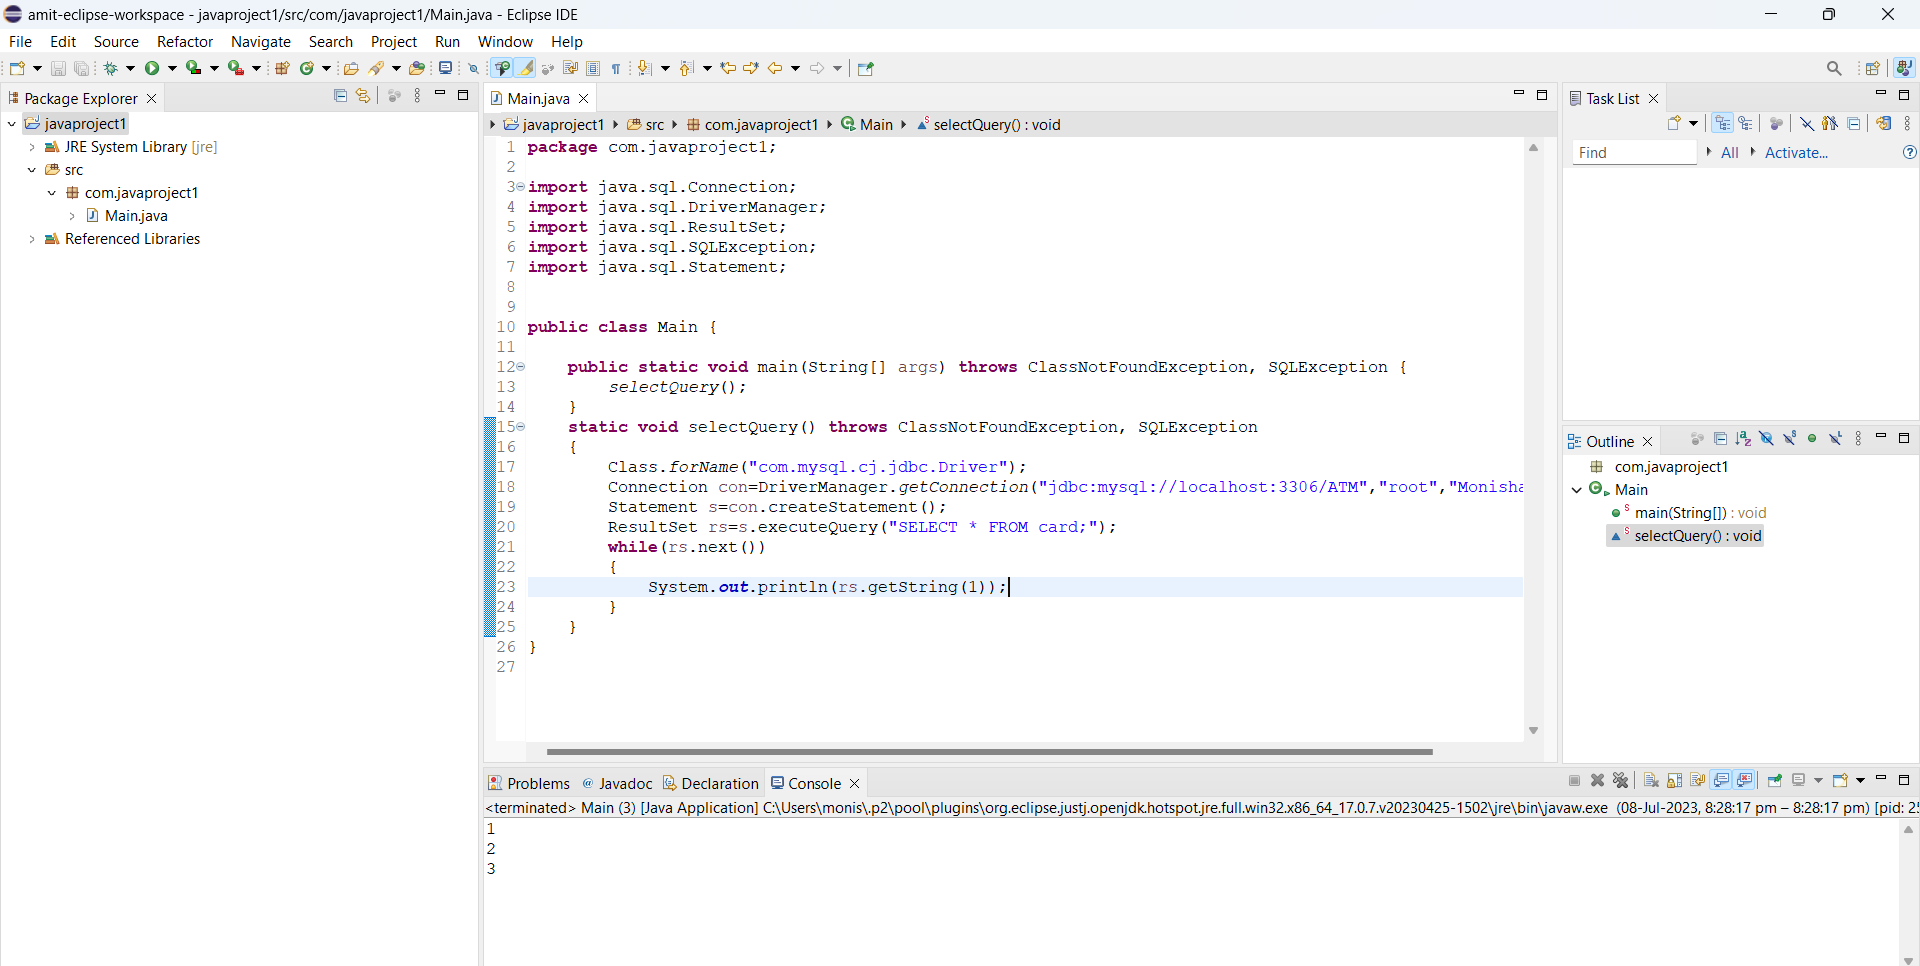 amit-eclipse-workspace - javaproject1/src/com/javaproject1/Main.java - Eclipse IDE
File Edit Source Refactor Navigate Search Project Run Window Help
Package Explorer
javaproject1
JRE System Library [jre]
src
com.javaproject1
Main.java
Referenced Libraries
Main.java
javaproject1 src com.javaproject1 Main selectQuery() : void
1 package com.javaproject1;
2
3 import java.sql.Connection;
4 import java.sql.DriverManager;
5 import java.sql.ResultSet;
6 import java.sql.SQLException;
7 import java.sql.Statement;
8
9
10 public class Main {
11
12 public static void main(String[] args) throws ClassNotFoundException, SQLException {
13 selectQuery();
14 }
15 static void selectQuery() throws ClassNotFoundException, SQLException
16 {
17 Class.forName("com.mysql.cj.jdbc.Driver");
18 Connection con=DriverManager.getConnection("jdbc:mysql://localhost:3306/ATM","root","Monisha
19 Statement s=con.createStatement();
20 ResultSet rs=s.executeQuery("SELECT * FROM card;");
21 while(rs.next())
22 {
23 System.out.println(rs.getString(1));
24 }
25 }
26 }
27
Task List
Find All Activate...
Outline
com.javaproject1
Main
main(String[]) : void
selectQuery() : void
Problems Javadoc Declaration Console
<terminated> Main (3) [Java Application] C:\Users\monis\.p2\pool\plugins\org.eclipse.justj.openjdk.hotspot.jre.full.win32.x86_64_17.0.7.v20230425-1502\jre\bin\javaw.exe (08-Jul-2023, 8:28:17 pm – 8:28:17 pm) [pid: 2
1
2
3